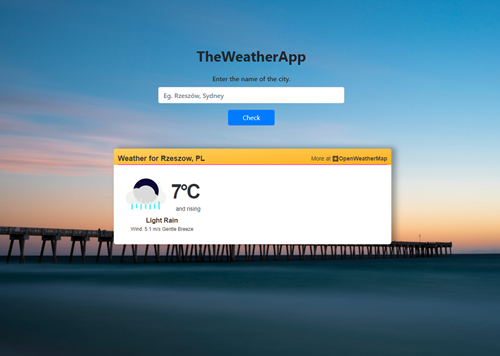 TheWeatherApp
Enter the name of the city.
Eg. Rzeszów, Sydney
Check
Weather for Rzeszow, PL
More at OpenWeatherMap
7°C
and rising
Light Rain
Wind: 5.1 m/s Gentle Breeze